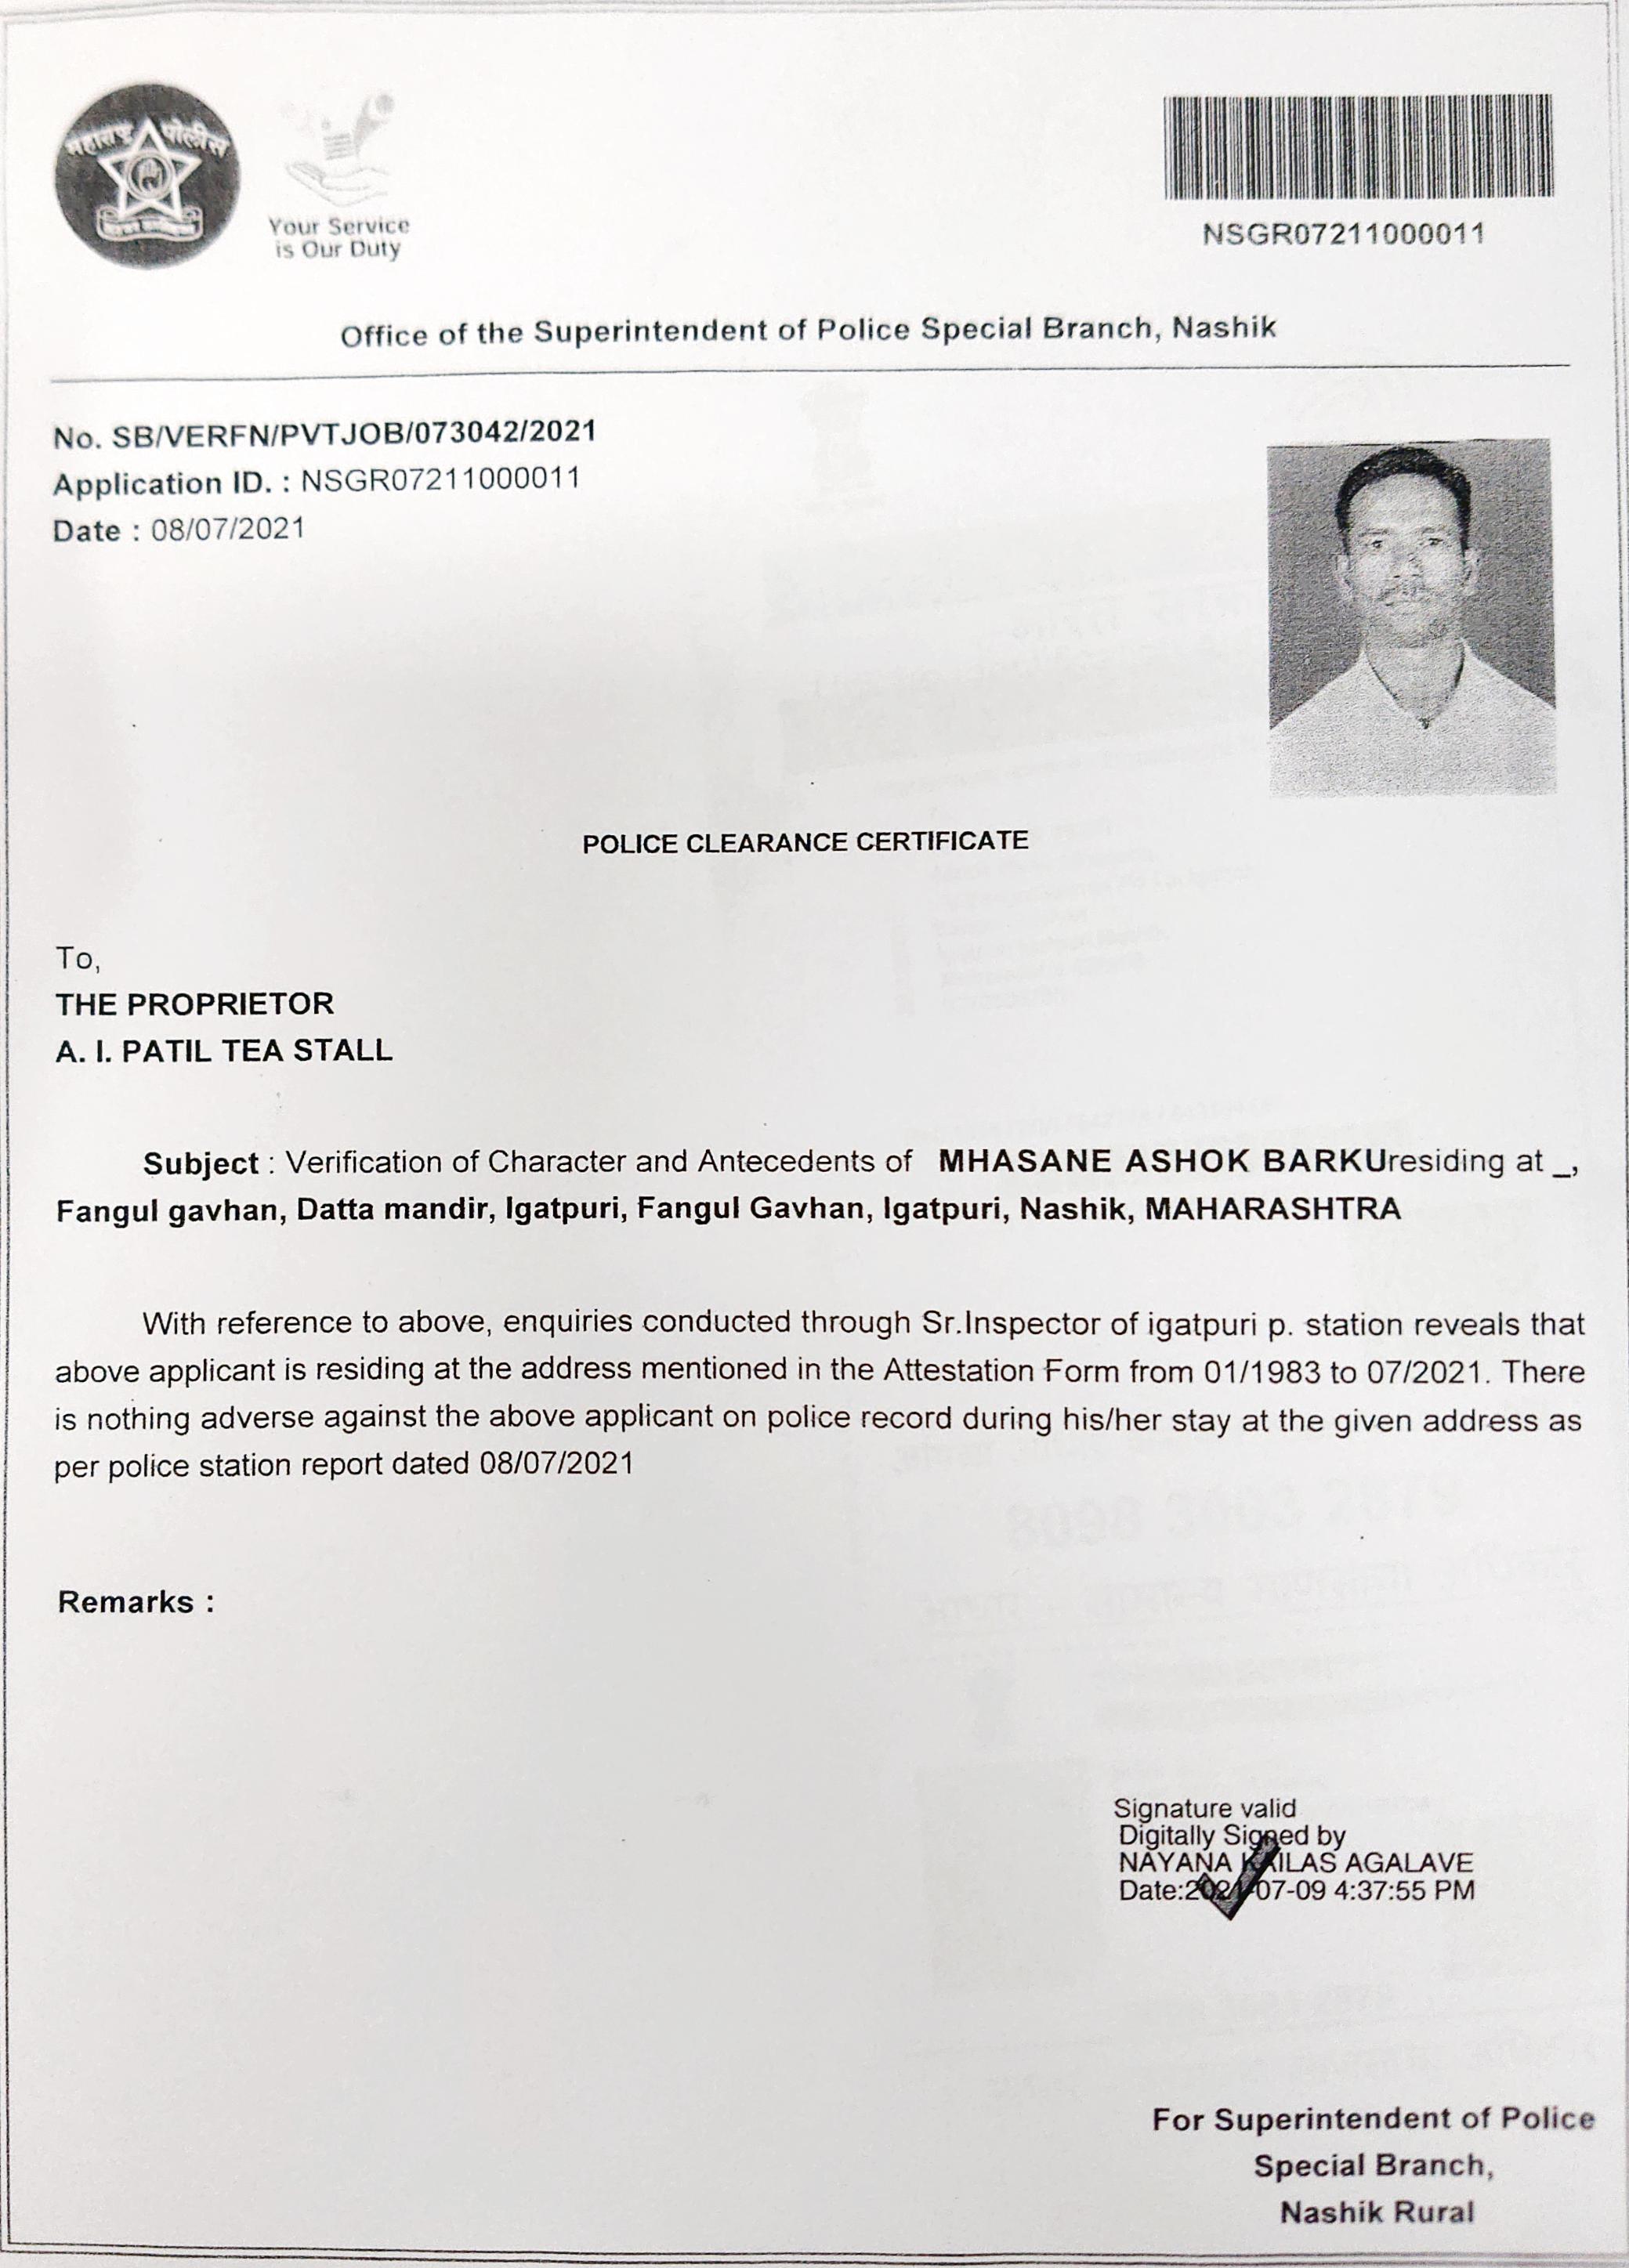 महाराष्ट्र पोलीस
Your Service
is Our Duty
NSGR07211000011
Office of the Superintendent of Police Special Branch, Nashik
No. SB/VERFN/PVTJOB/073042/2021
Application ID. : NSGR07211000011
Date : 08/07/2021
POLICE CLEARANCE CERTIFICATE
To,
THE PROPRIETOR
A. I. PATIL TEA STALL
Subject : Verification of Character and Antecedents of MHASANE ASHOK BARKUresiding at _,
Fangul gavhan, Datta mandir, Igatpuri, Fangul Gavhan, Igatpuri, Nashik, MAHARASHTRA
With reference to above, enquiries conducted through Sr.Inspector of igatpuri p. station reveals that
above applicant is residing at the address mentioned in the Attestation Form from 01/1983 to 07/2021. There
is nothing adverse against the above applicant on police record during his/her stay at the given address as
per police station report dated 08/07/2021
Remarks :
Signature valid
Digitally Signed by
NAYANA KAILAS AGALAVE
Date:2021-07-09 4:37:55 PM
For Superintendent of Police
Special Branch,
Nashik Rural